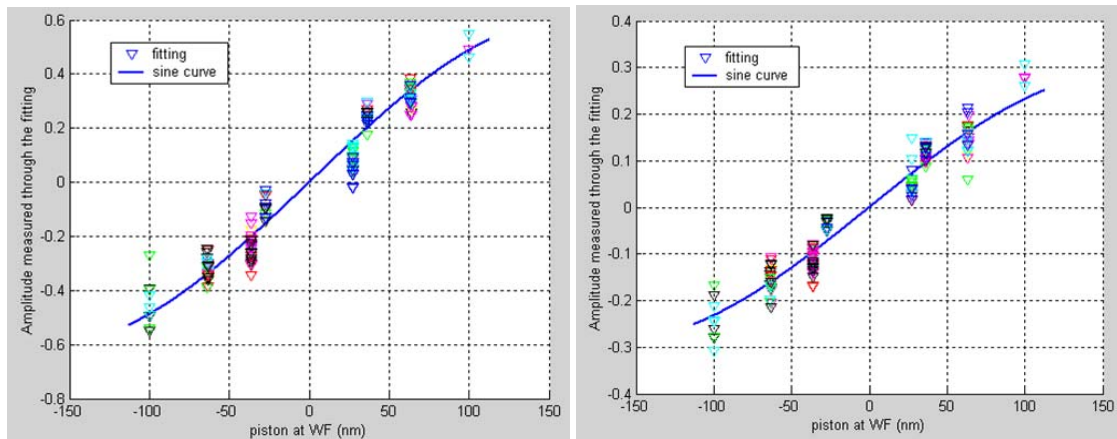 0.6
0.4
0.2
0
-0.2
-0.4
-0.6
-0.8
Amplitude measured through the fitting
fitting
sine curve
-150 -100 -50 0 50 100 150
piston at WF (nm)
0.4
0.3
0.2
0.1
0
-0.1
-0.2
-0.3
-0.4
Amplitude measured through the fitting
fitting
sine curve
-150 -100 -50 0 50 100 150
piston at WF (nm)